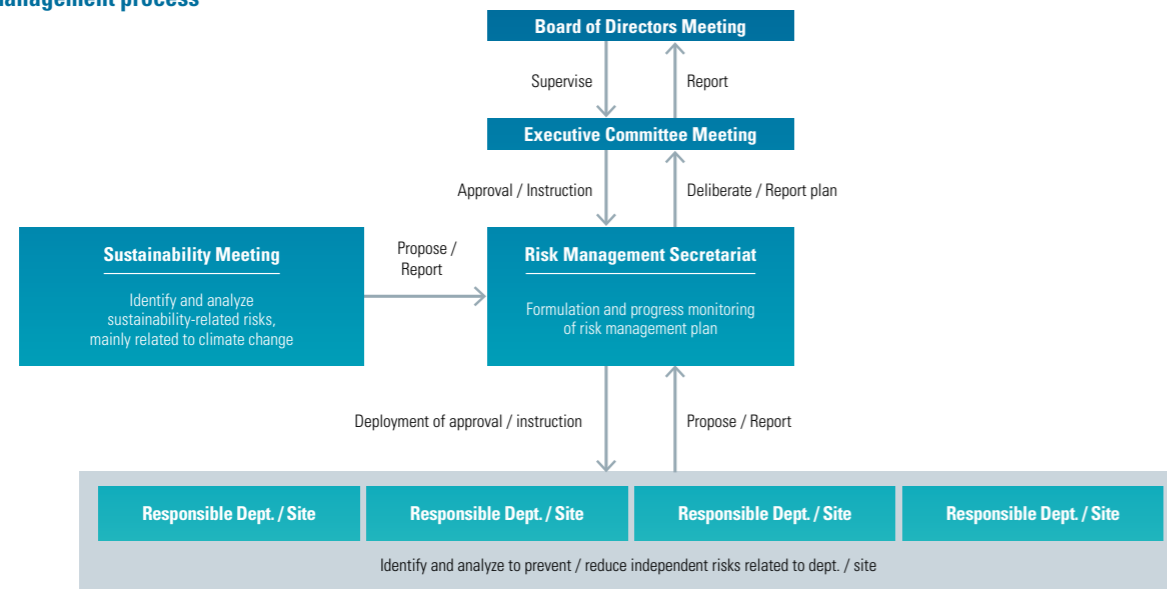 management process
Board of Directors Meeting
Supervise
Report
Executive Committee Meeting
Approval / Instruction
Deliberate / Report plan
Sustainability Meeting
Identify and analyze
sustainability-related risks,
mainly related to climate change
Propose /
Report
Risk Management Secretariat
Formulation and progress monitoring
of risk management plan
Deployment of approval / instruction
Propose / Report
Responsible Dept. / Site
Responsible Dept. / Site
Responsible Dept. / Site
Responsible Dept. / Site
Identify and analyze to prevent / reduce independent risks related to dept. / site